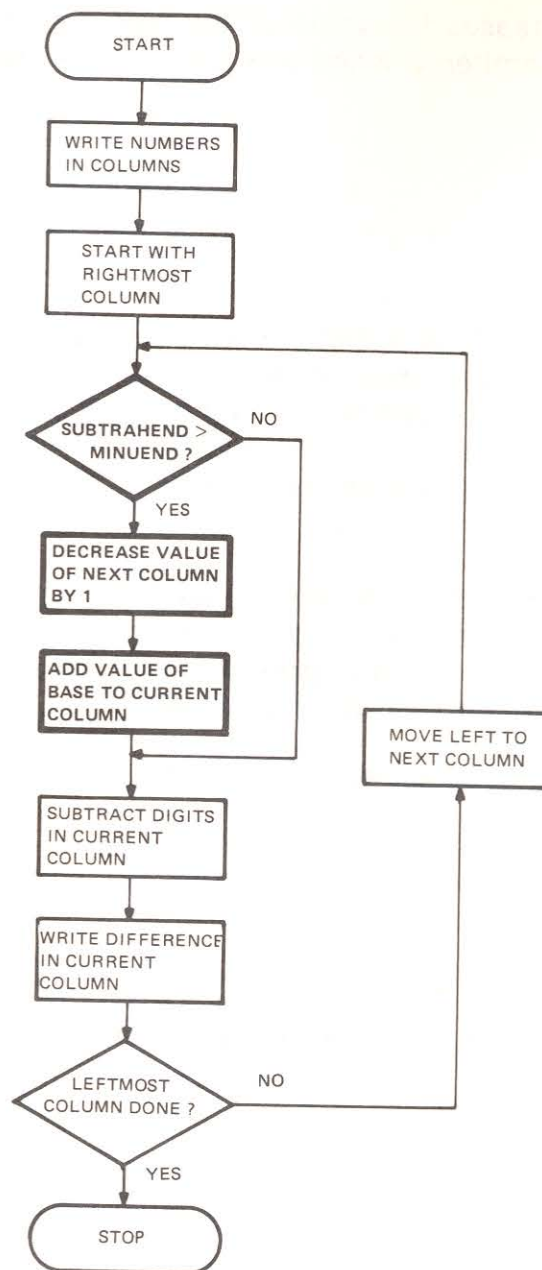 START
WRITE NUMBERS
IN COLUMNS
START WITH
RIGHTMOST
COLUMN
SUBTRAHEND >
MINUEND ?
NO
YES
DECREASE VALUE
OF NEXT COLUMN
BY 1
ADD VALUE OF
BASE TO CURRENT
COLUMN
MOVE LEFT TO
NEXT COLUMN
SUBTRACT DIGITS
IN CURRENT
COLUMN
WRITE DIFFERENCE
IN CURRENT
COLUMN
LEFTMOST
COLUMN DONE ?
NO
YES
STOP